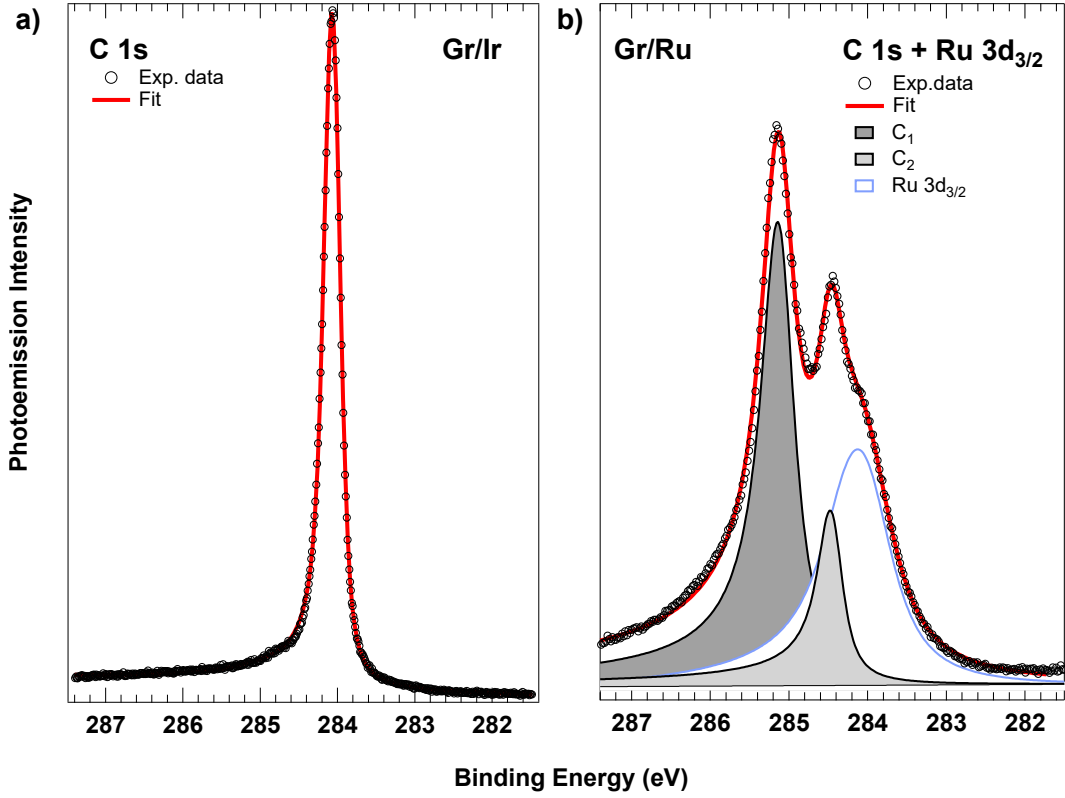 a)
C 1s
Gr/Ir
Exp. data
Fit
b)
Gr/Ru
C 1s + Ru 3d3/2
Exp.data
Fit
C1
C2
Ru 3d3/2
Photoemission Intensity
287 286 285 284 283 282
287 286 285 284 283 282
Binding Energy (eV)